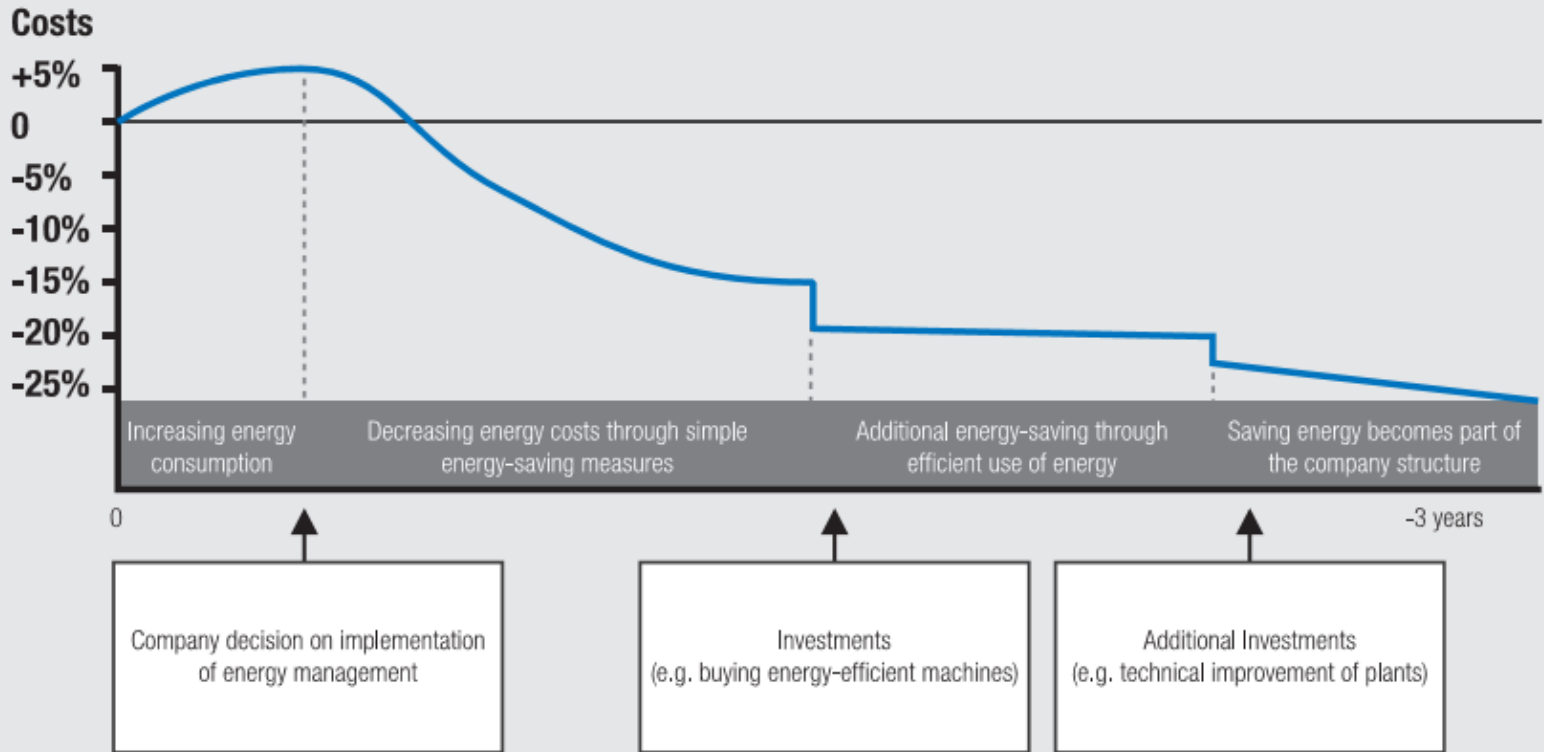 Costs
+5%
0
-5%
-10%
-15%
-20%
-25%
Increasing energy
consumption
Decreasing energy costs through simple
energy-saving measures
Additional energy-saving through
efficient use of energy
Saving energy becomes part of
the company structure
0
-3 years
Company decision on implementation
of energy management
Investments
(e.g. buying energy-efficient machines)
Additional Investments
(e.g. technical improvement of plants)